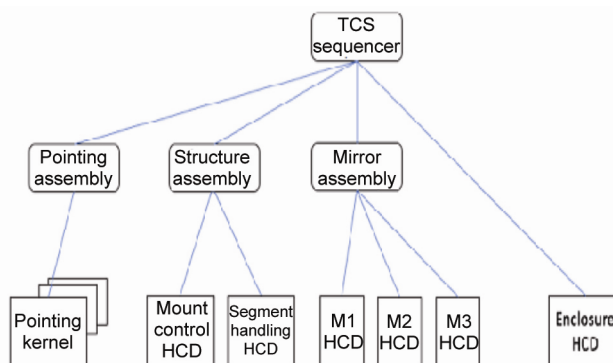 TCS
sequencer
Pointing
assembly
Structure
assembly
Mirror
assembly
Pointing
kernel
Mount
control
HCD
Segment
handling
HCD
M1
HCD
M2
HCD
M3
HCD
Enclosure
HCD